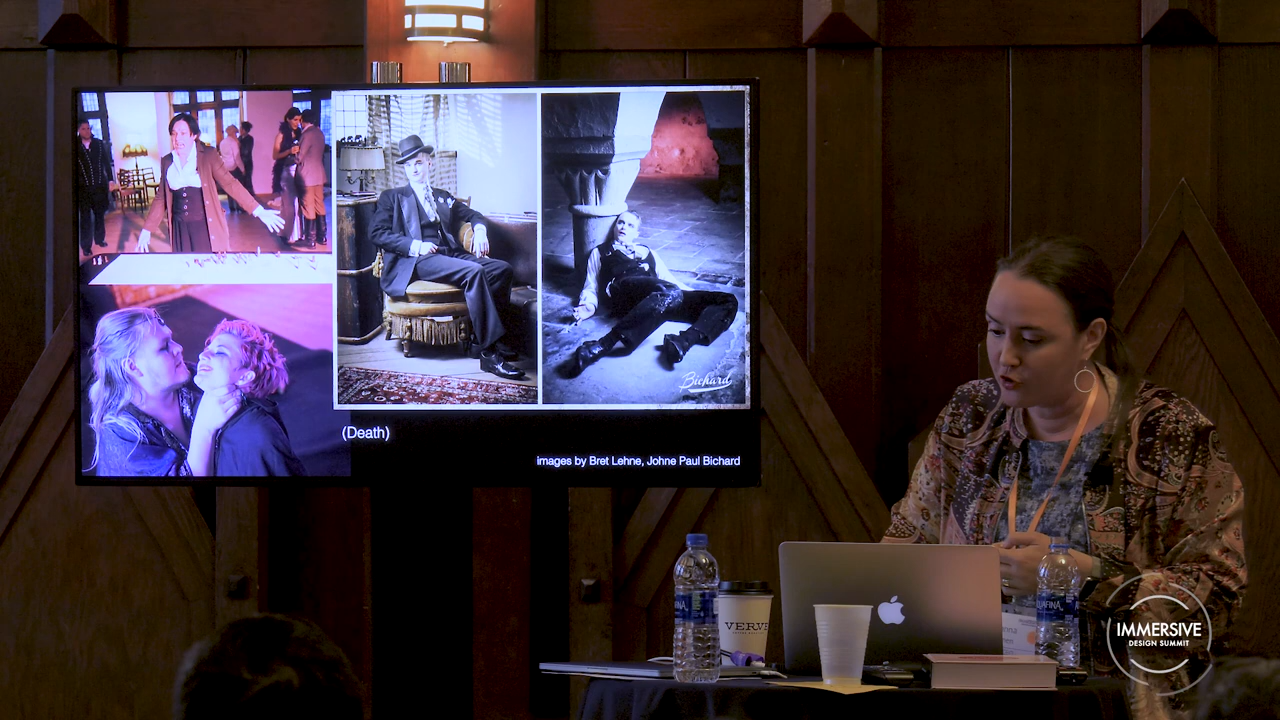 Bichard
(Death)
images by Bret Lehne, Johne Paul Bichard
VERVE
IMMERSIVE
DESIGN SUMMIT